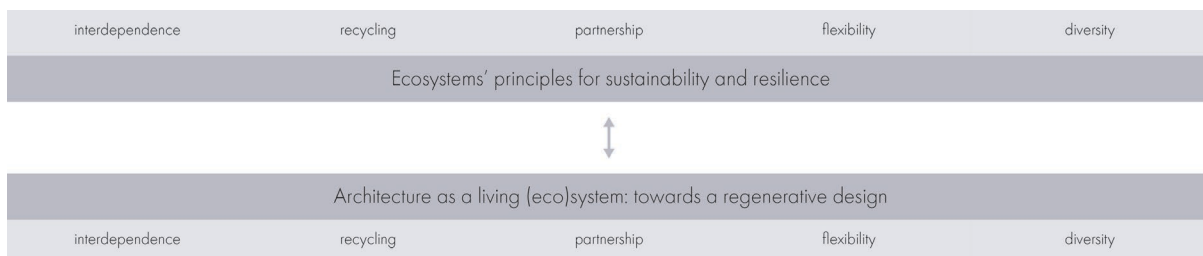 interdependence recycling partnership flexibility diversity
Ecosystems' principles for sustainability and resilience
Architecture as a living (eco)system: towards a regenerative design
interdependence recycling partnership flexibility diversity